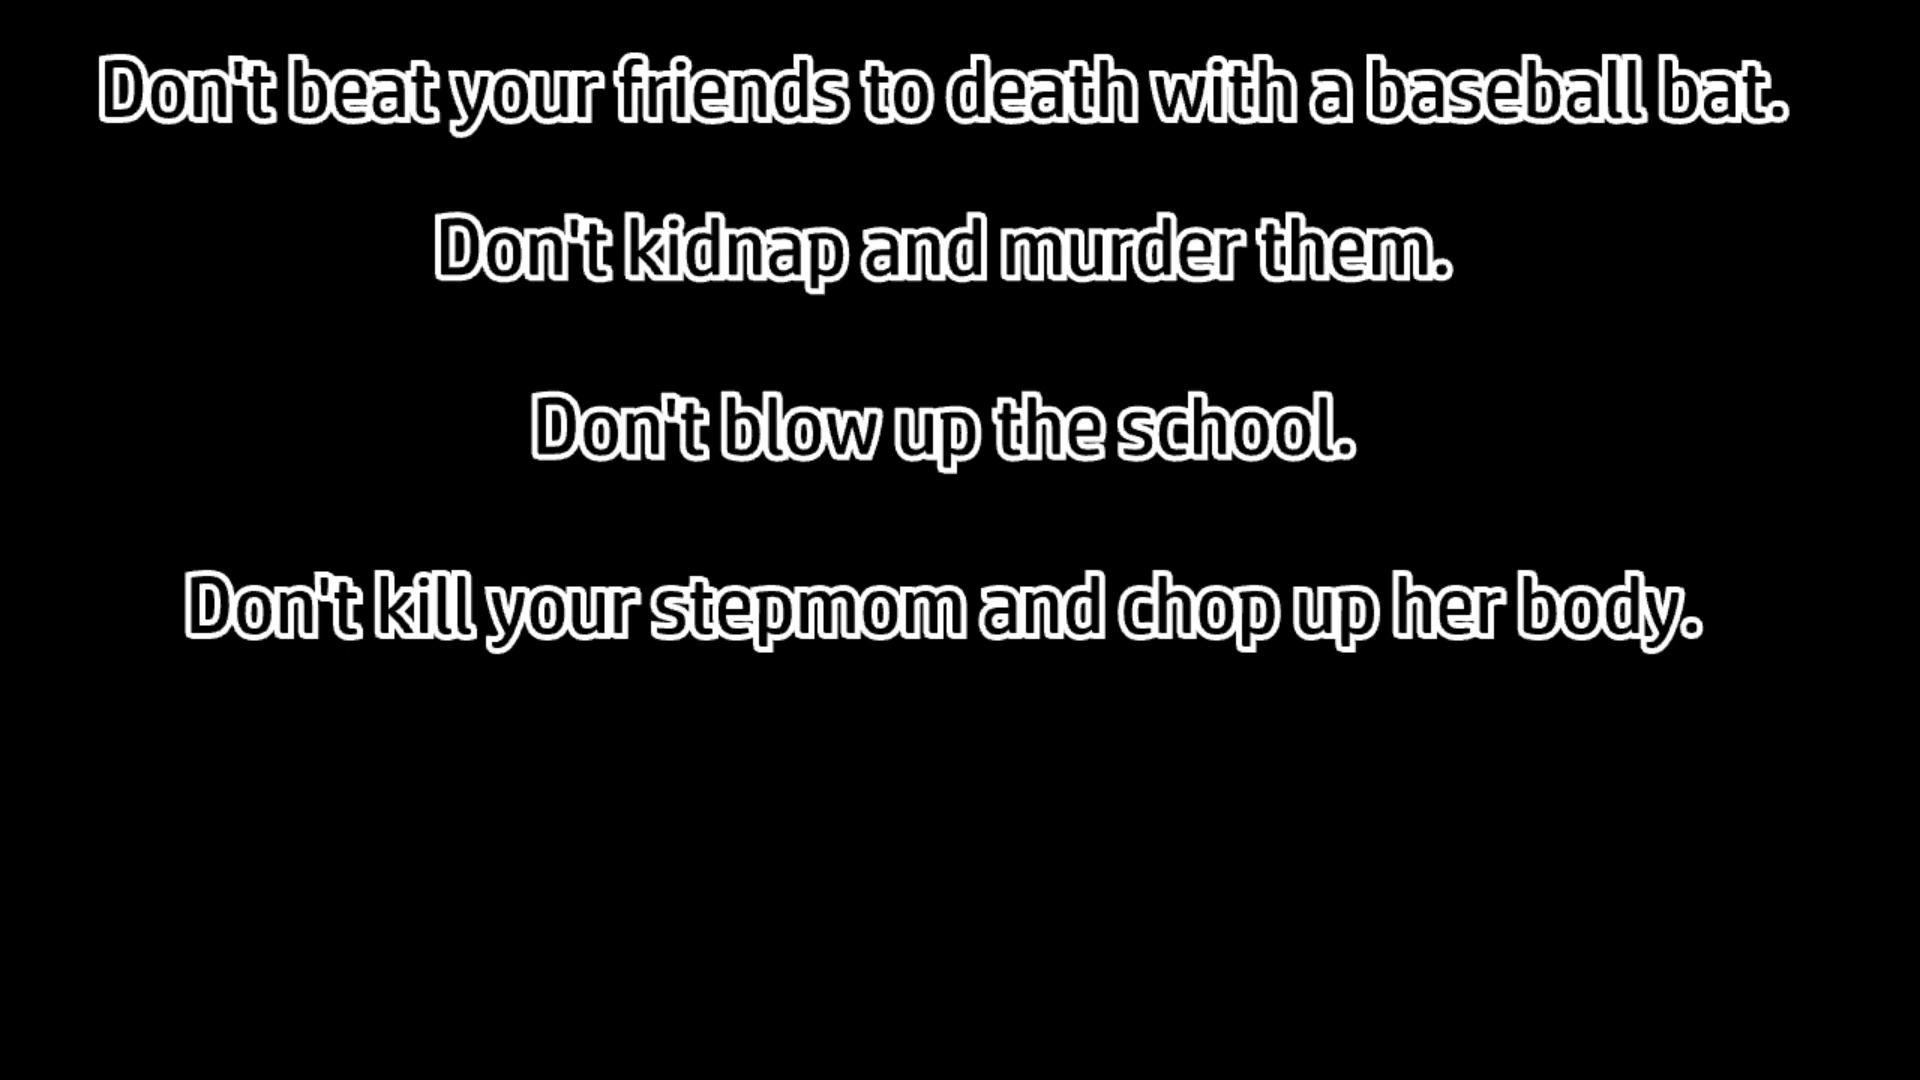 Don't beat your friends to death with a baseball bat.
Don't kidnap and murder them.
Don't blow up the school.
Don't kill your stepmom and chop up her body.